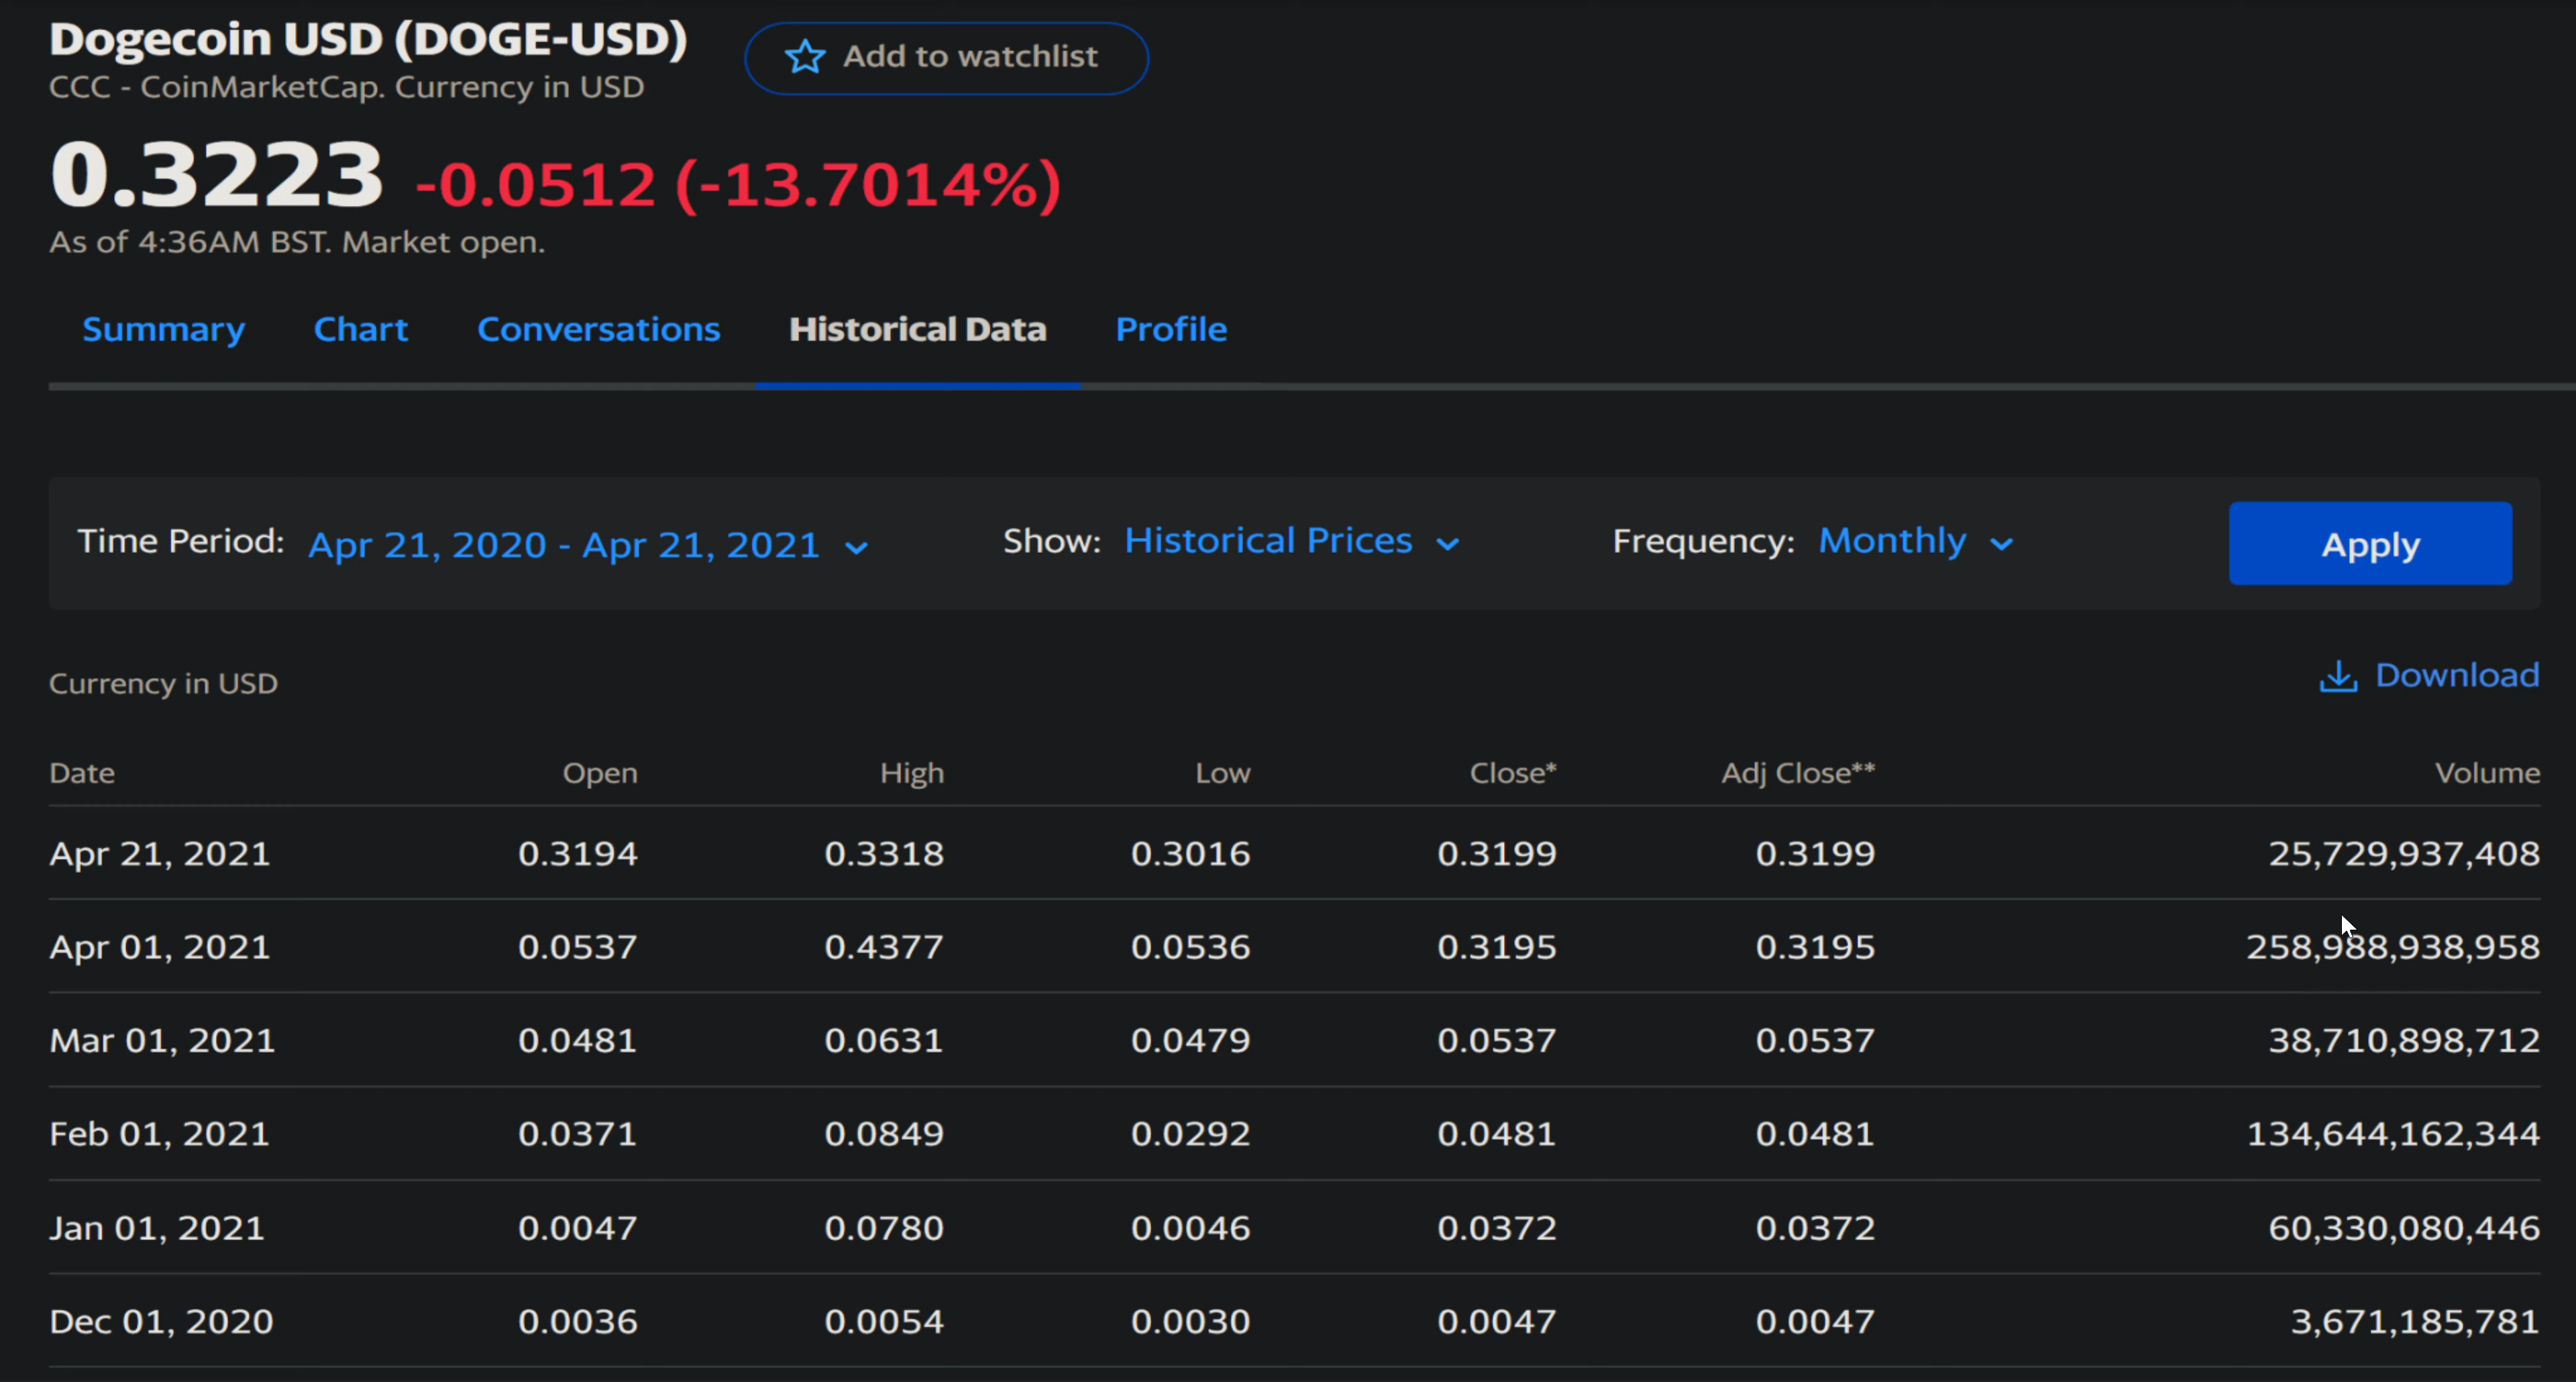 Dogecoin USD (DOGE-USD)
Add to watchlist
CCC - CoinMarketCap. Currency in USD
0.3223 -0.0512 (-13.7014%)
As of 4:36AM BST. Market open.
Summary Chart Conversations Historical Data Profile
Time Period: Apr 21, 2020 - Apr 21, 2021 Show: Historical Prices Frequency: Monthly Apply
Currency in USD Download
Date Open High Low Close* Adj Close** Volume
Apr 21, 2021 0.3194 0.3318 0.3016 0.3199 0.3199 25,729,937,408
Apr 01, 2021 0.0537 0.4377 0.0536 0.3195 0.3195 258,988,938,958
Mar 01, 2021 0.0481 0.0631 0.0479 0.0537 0.0537 38,710,898,712
Feb 01, 2021 0.0371 0.0849 0.0292 0.0481 0.0481 134,644,162,344
Jan 01, 2021 0.0047 0.0780 0.0046 0.0372 0.0372 60,330,080,446
Dec 01, 2020 0.0036 0.0054 0.0030 0.0047 0.0047 3,671,185,781